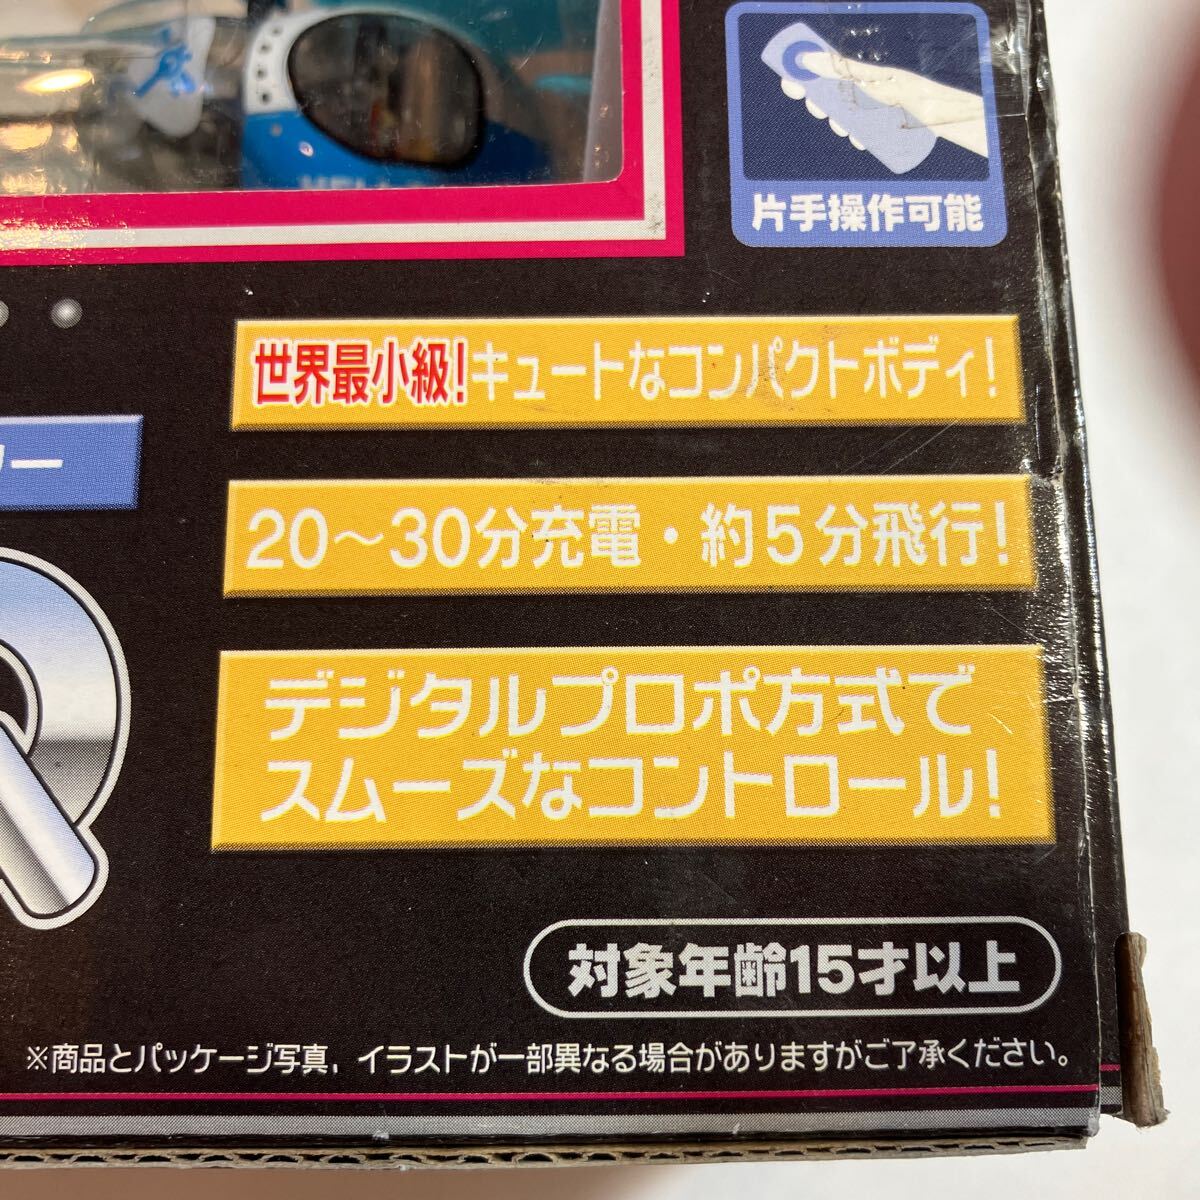 片手操作可能
世界最小級!キュートなコンパクトボディ!
ー
20～30分充電・約5分飛行!
デジタルプロポ方式で
スムーズなコントロール!
対象年齢15才以上
※商品とパッケージ写真,イラストが一部異なる場合がありますがご了承ください。